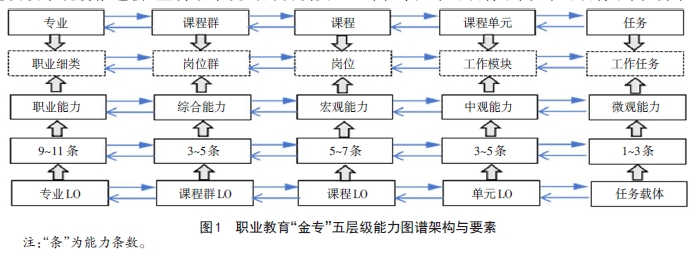 专业 课程群 课程 课程单元 任务
职业细类 岗位群 岗位 工作模块 工作任务
职业能力 综合能力 宏观能力 中观能力 微观能力
9~11条 3~5条 5~7条 3~5条 1~3条
专业LO 课程群LO 课程LO 单元LO 任务载体
图1 职业教育“金专”五层级能力图谱架构与要素
注:“条”为能力条数。